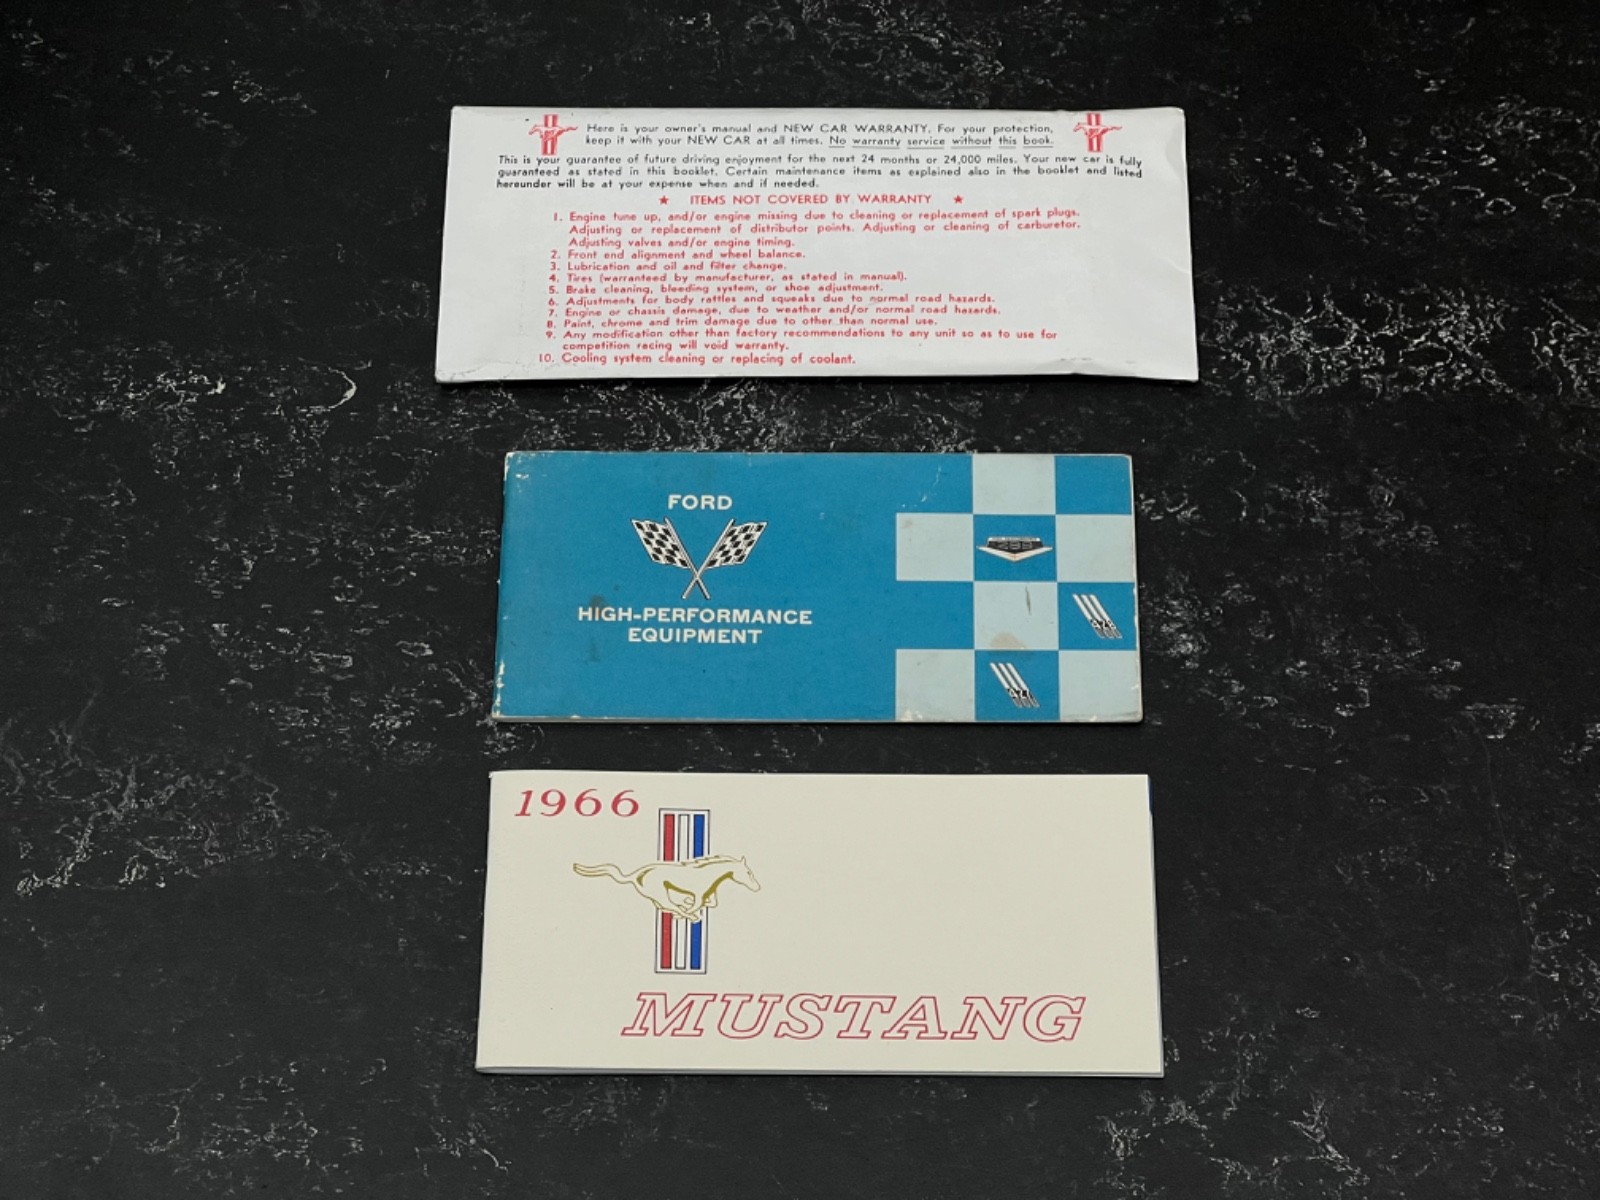 Here is your owner's manual and NEW CAR WARRANTY. For your protection,
keep it with your NEW CAR at all times. No warranty service without this book.
This is your guarantee of future driving enjoyment for the next 24 months or 24,000 miles. Your new car is fully
guaranteed as stated in this booklet. Certain maintenance items as explained also in the booklet and listed
hereunder will be at your expense when and if needed.
★ ITEMS NOT COVERED BY WARRANTY ★
1. Engine tune up, and/or engine missing due to cleaning or replacement of spark plugs.
Adjusting or replacement of distributor points. Adjusting or cleaning of carburetor.
Adjusting valves and/or engine timing.
2. Front end alignment and wheel balance.
3. Lubrication and oil and filter change.
4. Tires (warranteed by manufacturer, as stated in manual).
5. Brake cleaning, bleeding system, or shoe adjustment.
6. Adjustments for body rattles and squeaks due to normal road hazards.
7. Engine or chassis damage, due to weather and/or normal road hazards.
8. Paint, chrome and trim damage due to other than normal use.
9. Any modification other than factory recommendations to any unit so as to use for
competition racing will void warranty.
10. Cooling system cleaning or replacing of coolant.
FORD
HIGH-PERFORMANCE
EQUIPMENT
289
428
427
1966
MUSTANG